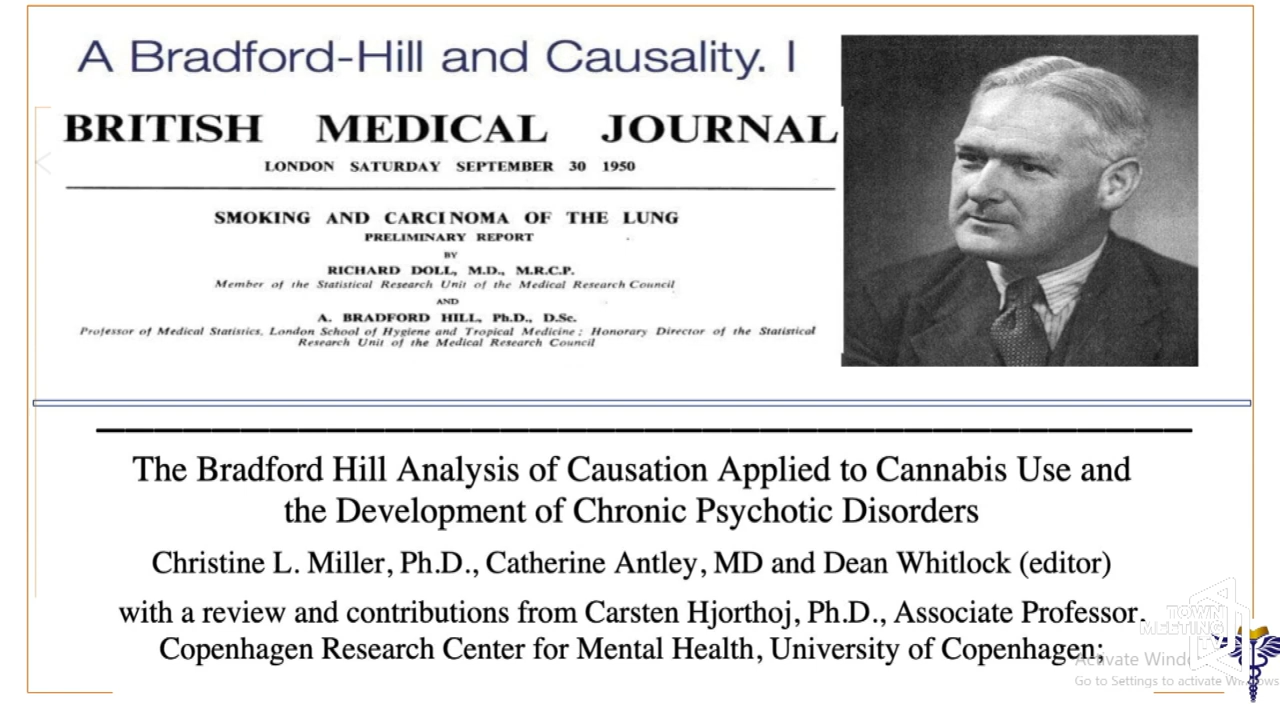 A Bradford-Hill and Causality. I
BRITISH MEDICAL JOURNAL
LONDON SATURDAY SEPTEMBER 30 1950
SMOKING AND CARCINOMA OF THE LUNG
PRELIMINARY REPORT
BY
RICHARD DOLL, M.D., M.R.C.P.
Member of the Statistical Research Unit of the Medical Research Council
AND
A. BRADFORD HILL, Ph.D., D.Sc.
Professor of Medical Statistics, London School of Hygiene and Tropical Medicine; Honorary Director of the Statistical
Research Unit of the Medical Research Council
The Bradford Hill Analysis of Causation Applied to Cannabis Use and
the Development of Chronic Psychotic Disorders
Christine L. Miller, Ph.D., Catherine Antley, MD and Dean Whitlock (editor)
with a review and contributions from Carsten Hjorthoj, Ph.D., Associate Professor.
Copenhagen Research Center for Mental Health, University of Copenhagen;
TOWN
MEETING
TV
Activate
Go to Settings to activate